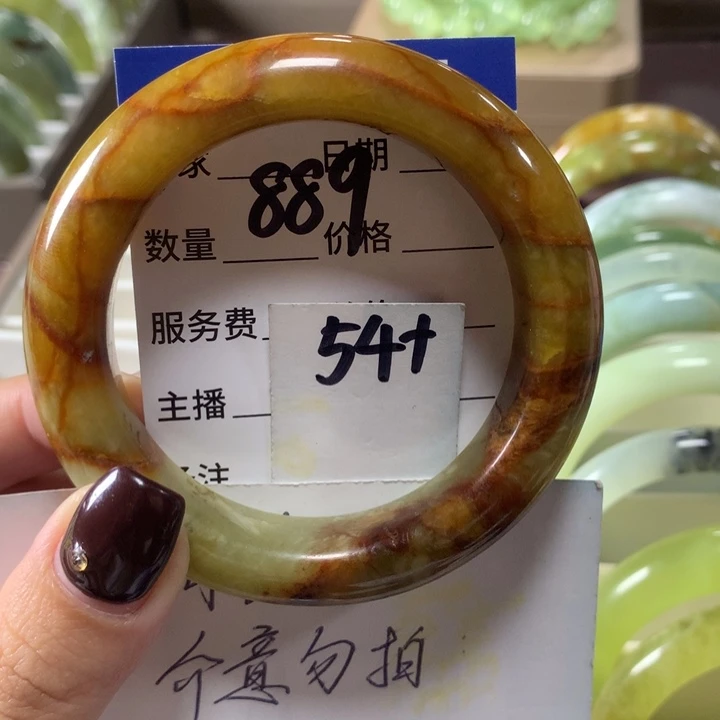 家 日期
889
数量 价格
服务费
54+
主播
备注
介意勿拍